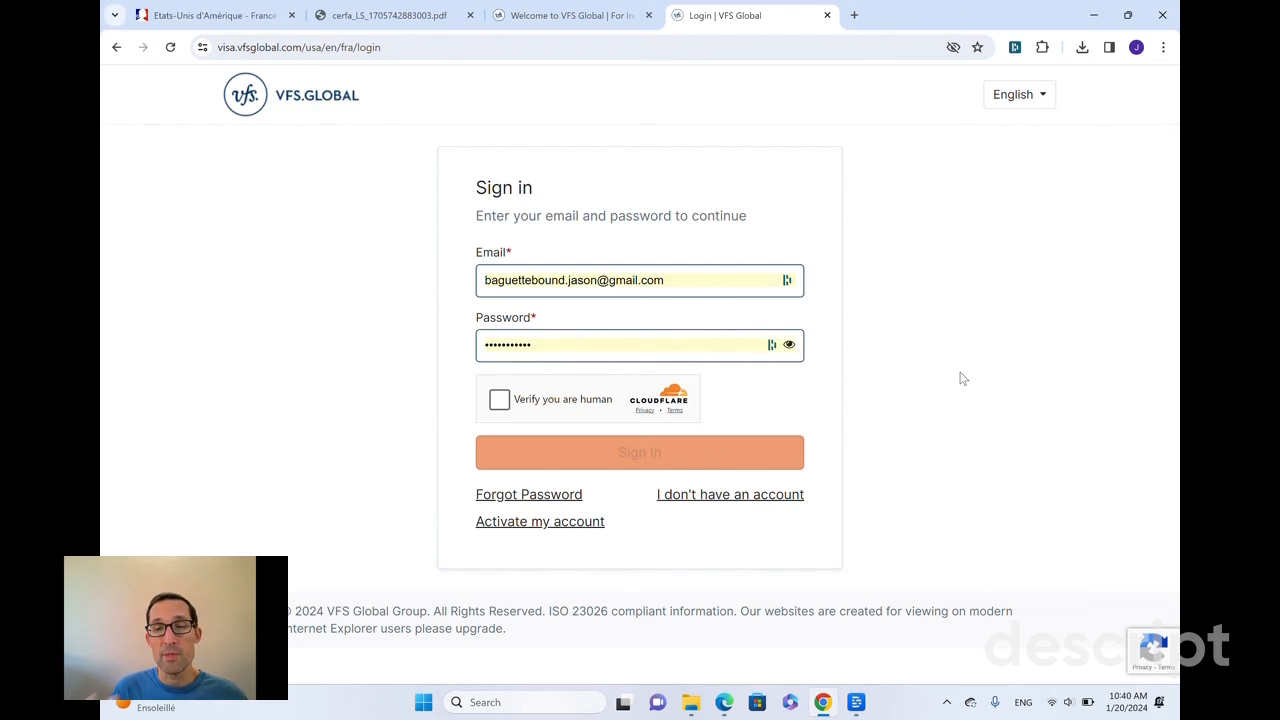 Etats-Unis d'Amérique - France
cerfa_LS_1705742883003.pdf
Welcome to VFS Global | For In
Login | VFS Global
visa.vfsglobal.com/usa/en/fra/login
J
vfs. VFS.GLOBAL
English
Sign in
Enter your email and password to continue
Email*
baguettebound.jason@gmail.com
Password*
•••••••••••
Verify you are human
CLOUDFLARE
Privacy • Terms
Sign In
Forgot Password
I don't have an account
Activate my account
© 2024 VFS Global Group. All Rights Reserved. ISO 23026 compliant information. Our websites are created for viewing on modern
nternet Explorer users please upgrade.
descript
Privacy - Terms
Ensoleillé
Search
ENG
10:40 AM
1/20/2024